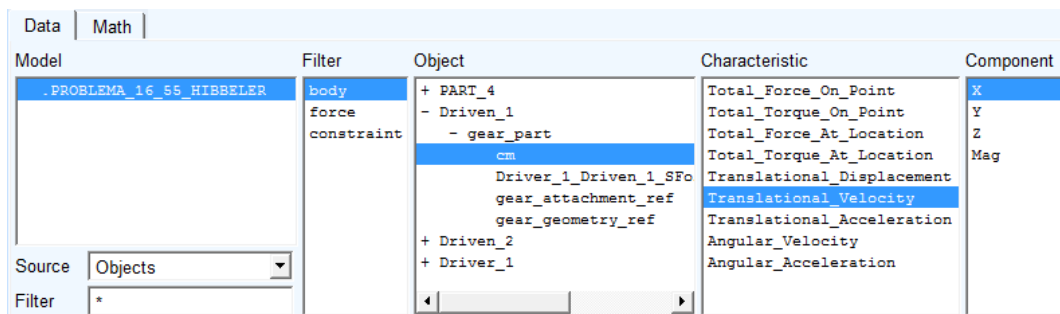 Data Math
Model Filter Object Characteristic Component
.PROBLEMA_16_55_HIBBELER body + PART_4 Total_Force_On_Point X
force - Driven_1 Total_Torque_On_Point Y
constraint - gear_part Total_Force_At_Location Z
cm Total_Torque_At_Location Mag
Driver_1_Driven_1_SFo Translational_Displacement
gear_attachment_ref Translational_Velocity
gear_geometry_ref Translational_Acceleration
+ Driven_2 Angular_Velocity
Source Objects + Driver_1 Angular_Acceleration
Filter *